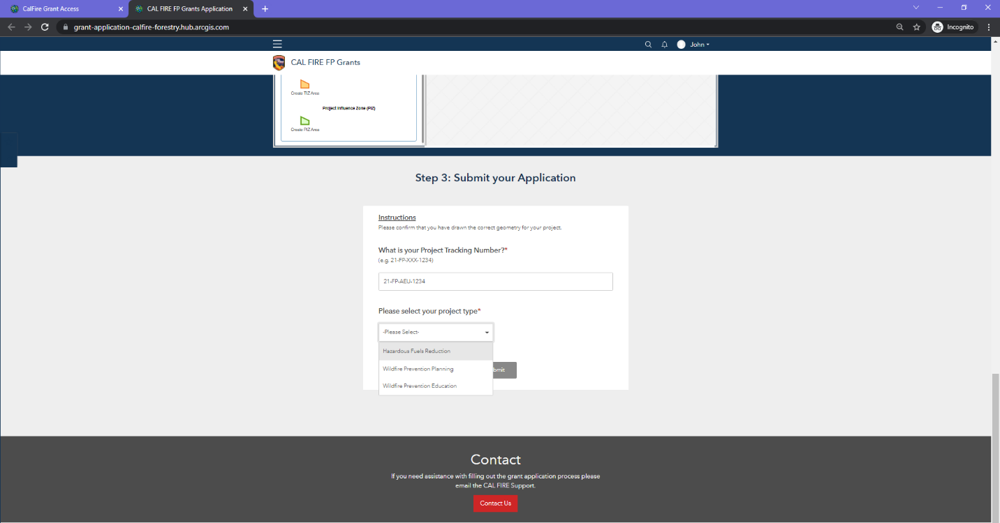 CalFire Grant Access
CAL FIRE FP Grants Application
grant-application-calfire-forestry.hub.arcgis.com
Incognito
John
CAL FIRE FP Grants
Create TIZ Area
Project Influence Zone (PIZ)
Create PIZ Area
Step 3: Submit your Application
Instructions
Please confirm that you have drawn the correct geometry for your project.
What is your Project Tracking Number?*
(e.g. 21-FP-XXX-1234)
21-FP-AEU-1234
Please select your project type*
-Please Select-
Hazardous Fuels Reduction
Wildfire Prevention Planning
bmit
Wildfire Prevention Education
Contact
If you need assistance with filling out the grant application process please
email the CAL FIRE Support.
Contact Us